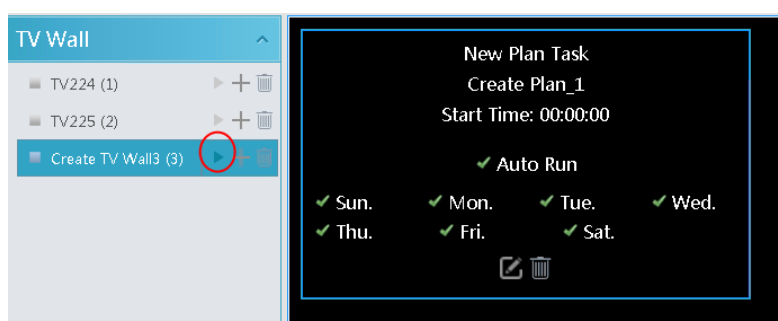 TV Wall
TV224 (1)
TV225 (2)
Create TV Wall3 (3)
New Plan Task
Create Plan_1
Start Time: 00:00:00
Auto Run
Sun. Mon. Tue. Wed.
Thu. Fri. Sat.